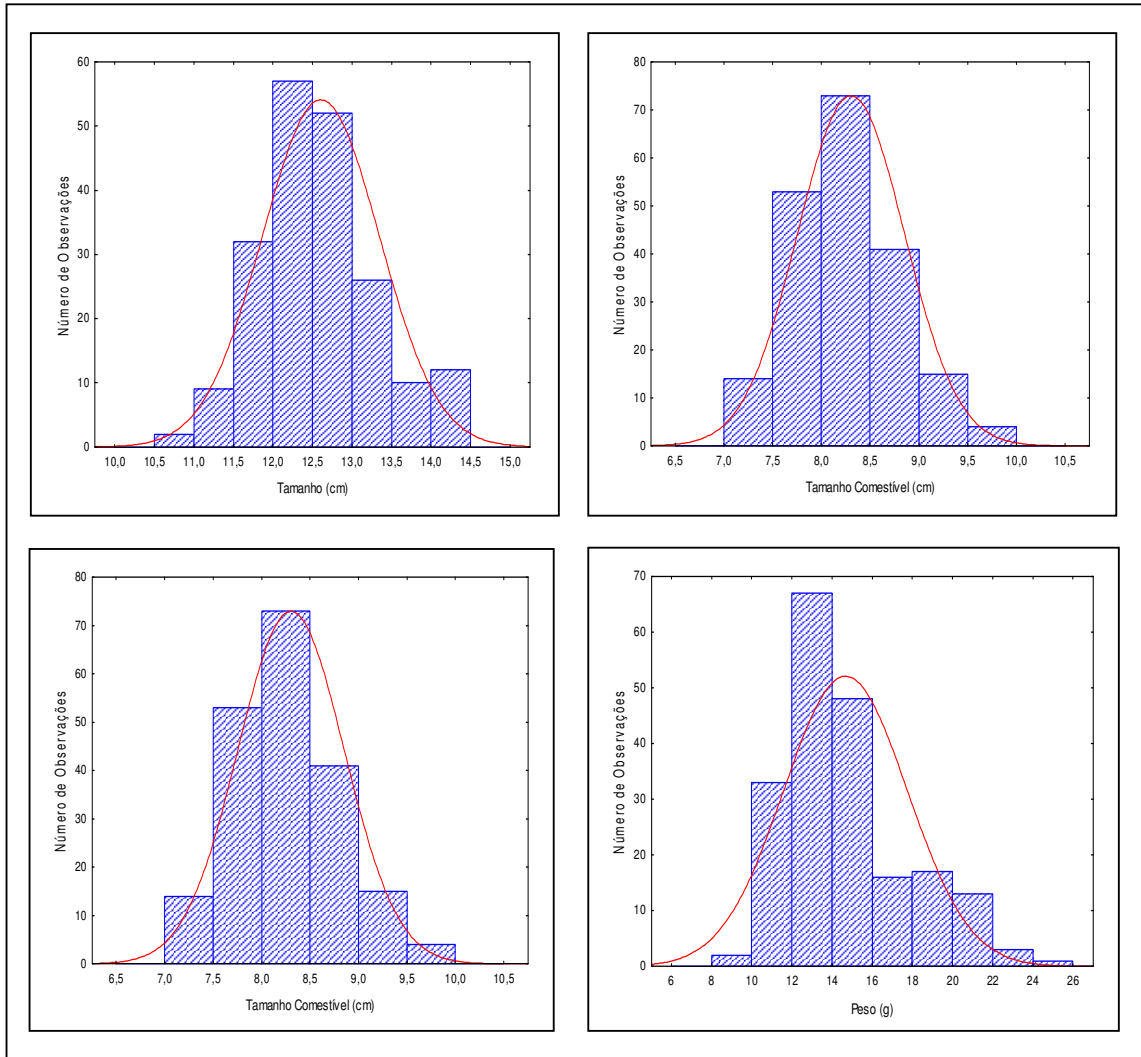 Número de Observações
60
50
40
30
20
10
0
10,0 10,5 11,0 11,5 12,0 12,5 13,0 13,5 14,0 14,5 15,0
Tamanho (cm)
Número de Observações
80
70
60
50
40
30
20
10
0
6,5 7,0 7,5 8,0 8,5 9,0 9,5 10,0 10,5
Tamanho Comestível (cm)
Número de Observações
80
70
60
50
40
30
20
10
0
6,5 7,0 7,5 8,0 8,5 9,0 9,5 10,0 10,5
Tamanho Comestível (cm)
Número de Observações
70
60
50
40
30
20
10
0
6 8 10 12 14 16 18 20 22 24 26
Peso (g)